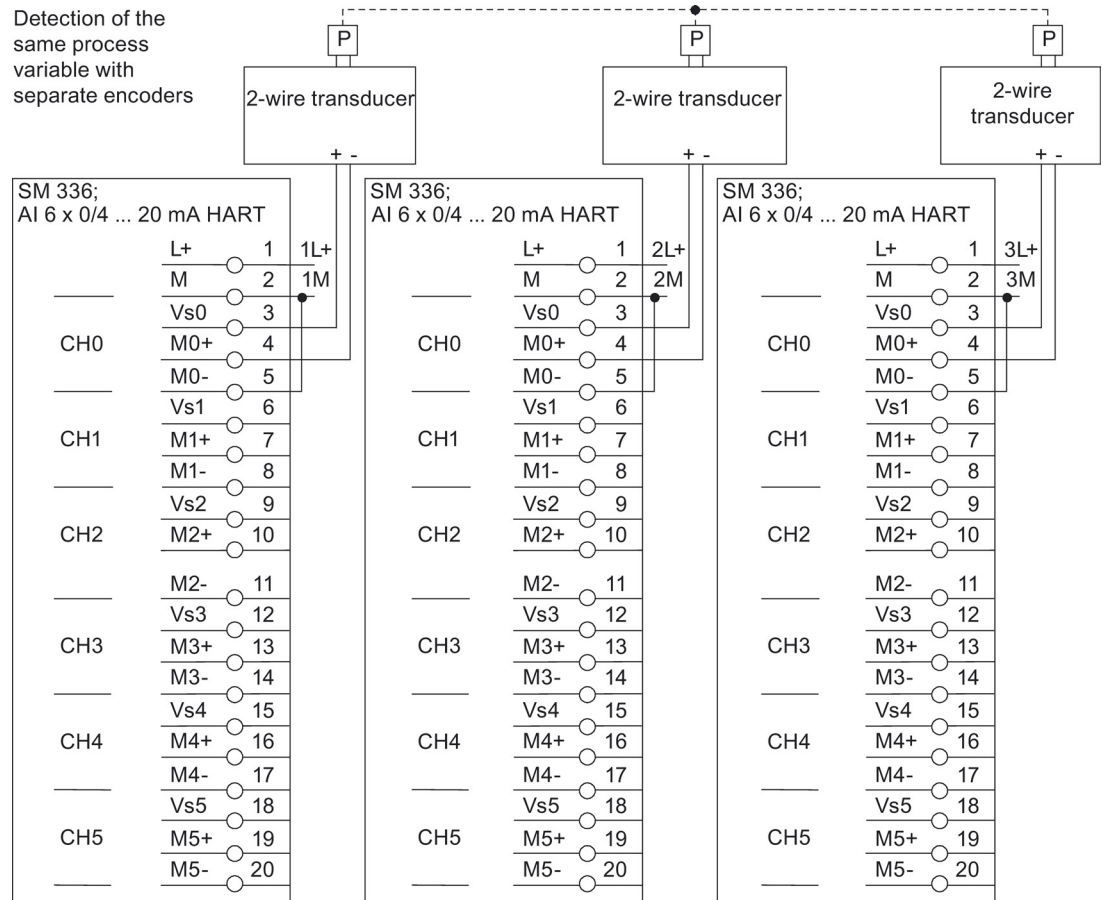 Detection of the
same process
variable with
separate encoders
P P P
2-wire transducer 2-wire transducer 2-wire
transducer
+ - + - + -
SM 336; SM 336; SM 336;
AI 6 x 0/4 ... 20 mA HART AI 6 x 0/4 ... 20 mA HART AI 6 x 0/4 ... 20 mA HART
L+ 1 1L+ L+ 1 2L+ L+ 1 3L+
M 2 1M M 2 2M M 2 3M
Vs0 3 Vs0 3 Vs0 3
CH0 M0+ 4 CH0 M0+ 4 CH0 M0+ 4
M0- 5 M0- 5 M0- 5
Vs1 6 Vs1 6 Vs1 6
CH1 M1+ 7 CH1 M1+ 7 CH1 M1+ 7
M1- 8 M1- 8 M1- 8
Vs2 9 Vs2 9 Vs2 9
CH2 M2+ 10 CH2 M2+ 10 CH2 M2+ 10
M2- 11 M2- 11 M2- 11
Vs3 12 Vs3 12 Vs3 12
CH3 M3+ 13 CH3 M3+ 13 CH3 M3+ 13
M3- 14 M3- 14 M3- 14
Vs4 15 Vs4 15 Vs4 15
CH4 M4+ 16 CH4 M4+ 16 CH4 M4+ 16
M4- 17 M4- 17 M4- 17
Vs5 18 Vs5 18 Vs5 18
CH5 M5+ 19 CH5 M5+ 19 CH5 M5+ 19
M5- 20 M5- 20 M5- 20